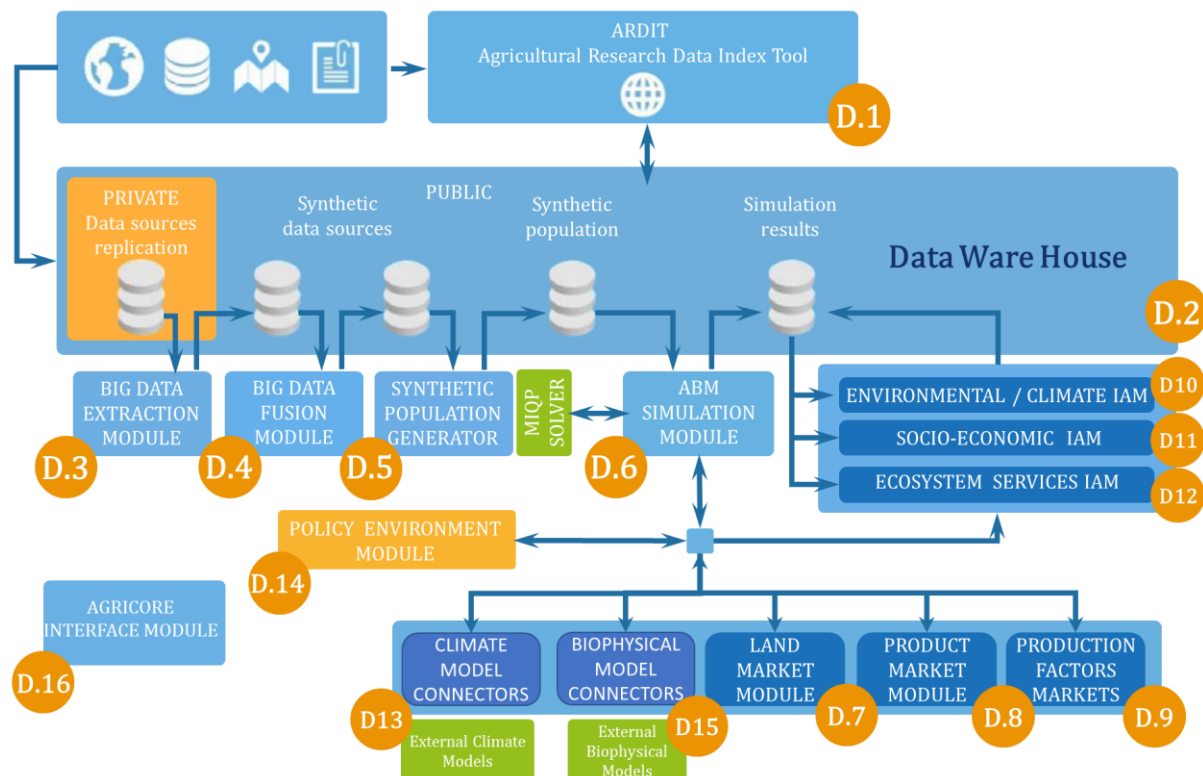 ARDIT
Agricultural Research Data Index Tool
D.1
PUBLIC
PRIVATE
Data sources
replication
Synthetic
data sources
Synthetic
population
Simulation
results
Data Ware House
D.2
BIG DATA
EXTRACTION
MODULE
D.3
BIG DATA
FUSION
MODULE
D.4
SYNTHETIC
POPULATION
GENERATOR
D.5
MIQP
SOLVER
ABM
SIMULATION
MODULE
D.6
ENVIRONMENTAL / CLIMATE IAM
D10
SOCIO-ECONOMIC IAM
D11
ECOSYSTEM SERVICES IAM
D12
POLICY ENVIRONMENT
MODULE
D.14
AGRICORE
INTERFACE MODULE
D.16
CLIMATE
MODEL
CONNECTORS
D13
External Climate
Models
BIOPHYSICAL
MODEL
CONNECTORS
D15
External
Biophysical
Models
LAND
MARKET
MODULE
D.7
PRODUCT
MARKET
MODULE
D.8
PRODUCTION
FACTORS
MARKETS
D.9